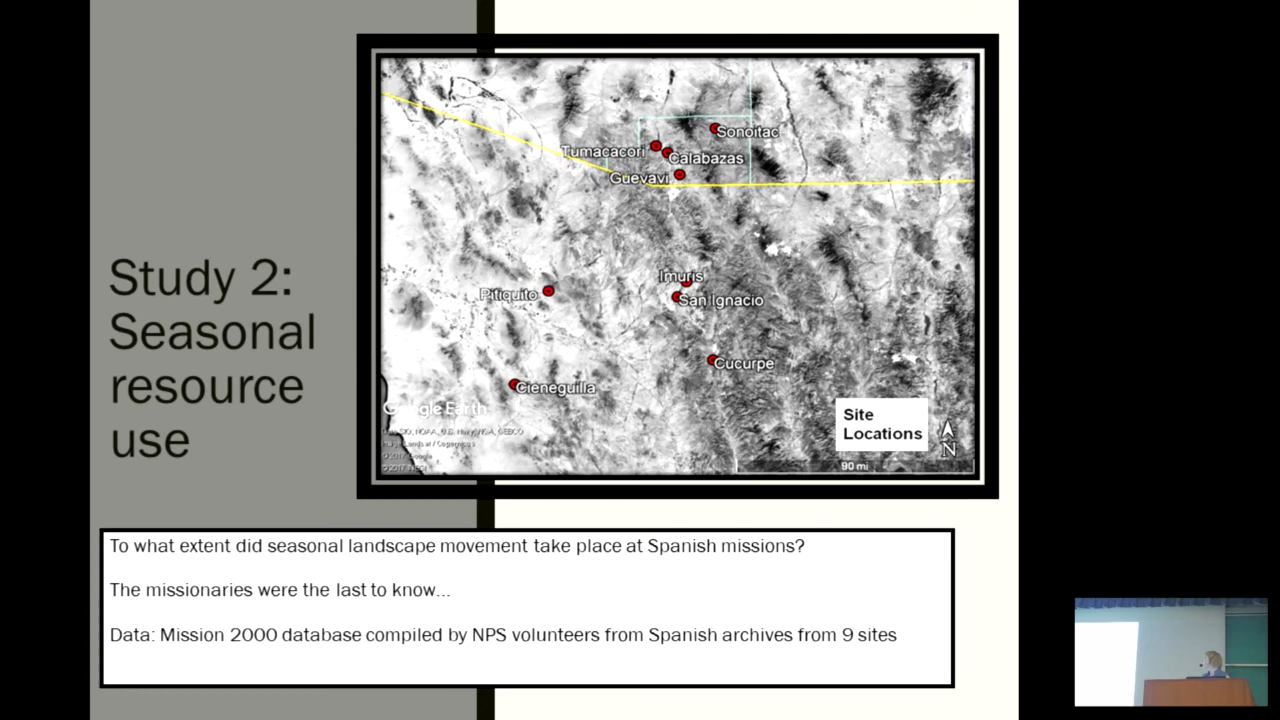 Study 2:
Seasonal
resource
use
Sonoitac
Tumacacori
Calabazas
Guevavi
Imuris
Pitiquito
San Ignacio
Cucurpe
Cieneguilla
Google Earth
Site
Locations
N
90 mi
To what extent did seasonal landscape movement take place at Spanish missions?
The missionaries were the last to know...
Data: Mission 2000 database compiled by NPS volunteers from Spanish archives from 9 sites